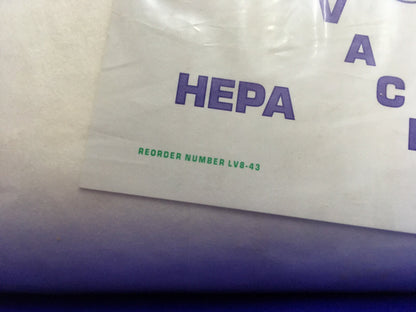 V
A
HEPA C
REORDER NUMBER LV8-43